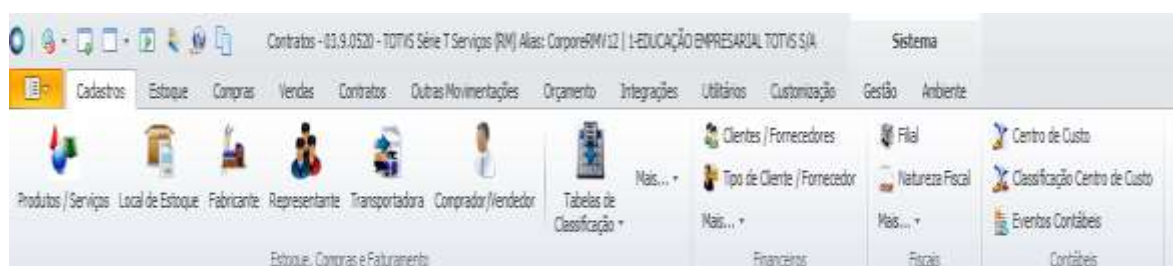 Contratos - 03.9.0520 - TOTVS Série T Serviços (RM) Alias: CorporeRMV12 | 1-EDUCAÇÃO EMPRESARIAL TOTVS S/A Sistema
Cadastros Estoque Compras Vendas Contratos Outras Movimentações Orçamento Integrações Utilitários Customização Gestão Ambiente
Clientes / Fornecedores Filial Centro de Custo
Mais... Tipo de Cliente / Fornecedor Natureza Fiscal Classificação Centro de Custo
Produtos / Serviços Local de Estoque Fabricante Representante Transportadora Comprador/Vendedor Tabelas de
Classificação Mais... Mais... Eventos Contábeis
Estoque, Compras e Faturamento Financeiros Fiscais Contábeis